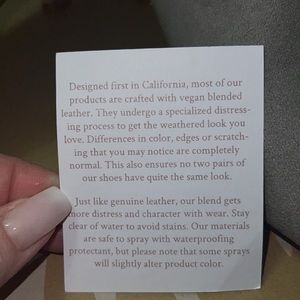 Designed first in California, most of our
products are crafted with vegan blended
leather. They undergo a specialized distress-
ing process to get the weathered look you
love. Differences in color, edges or scratch-
ing that you may notice are completely
normal. This also ensures no two pairs of
our shoes have quite the same look.
Just like genuine leather, our blend gets
more distress and character with wear. Stay
clear of water to avoid stains. Our materials
are safe to spray with waterproofing
protectant, but please note that some sprays
will slightly alter product color.